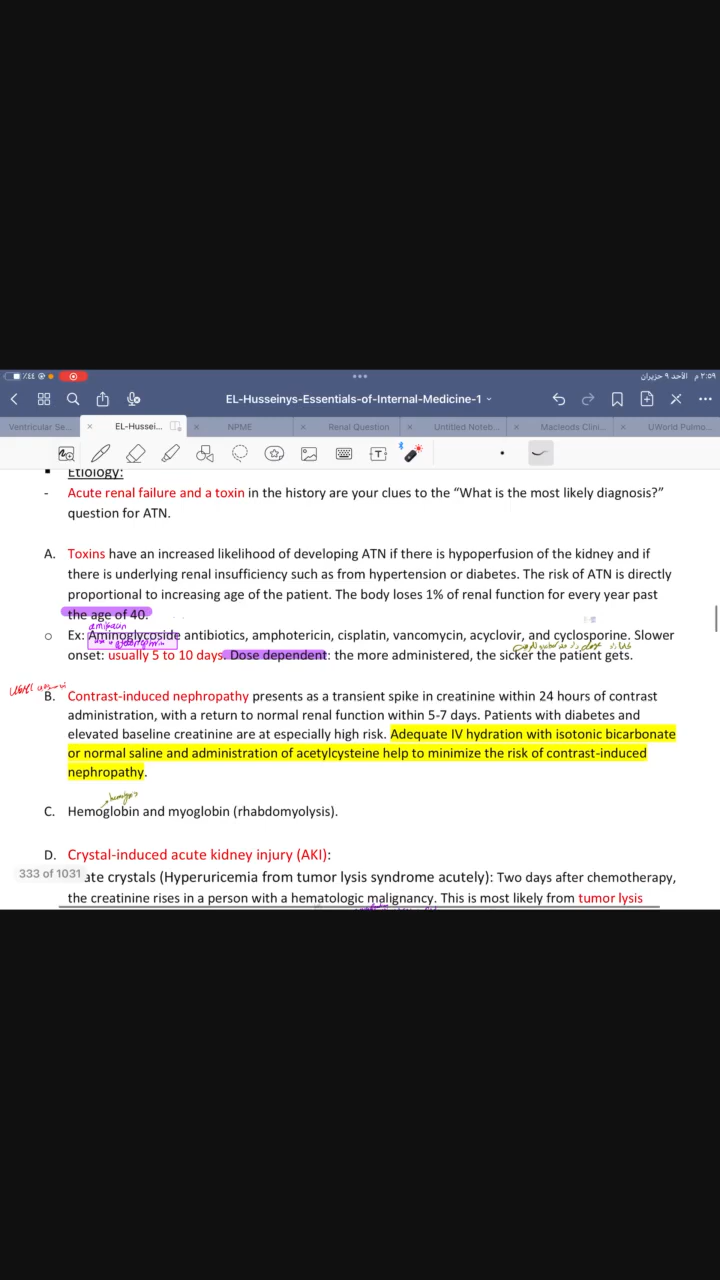 ٪٤٤
٢:٥٩ م الأحد ٩ حزيران
EL-Husseinys-Essentials-of-Internal-Medicine-1
Ventricular Se...
EL-Hussei...
NPME
Renal Question
Untitled Noteb...
Macleods Clini...
UWorld Pulmo...
▪ Etiology:
- Acute renal failure and a toxin in the history are your clues to the “What is the most likely diagnosis?”
question for ATN.
A. Toxins have an increased likelihood of developing ATN if there is hypoperfusion of the kidney and if
there is underlying renal insufficiency such as from hypertension or diabetes. The risk of ATN is directly
proportional to increasing age of the patient. The body loses 1% of renal function for every year past
the age of 40.
amikacin
o Ex: Aminoglycoside antibiotics, amphotericin, cisplatin, vancomycin, acyclovir, and cyclosporine. Slower
onset: usually 5 to 10 days. Dose dependent: the more administered, the sicker the patient gets.
B. Contrast-induced nephropathy presents as a transient spike in creatinine within 24 hours of contrast
administration, with a return to normal renal function within 5-7 days. Patients with diabetes and
elevated baseline creatinine are at especially high risk. Adequate IV hydration with isotonic bicarbonate
or normal saline and administration of acetylcysteine help to minimize the risk of contrast-induced
nephropathy.
hemolysis
C. Hemoglobin and myoglobin (rhabdomyolysis).
D. Crystal-induced acute kidney injury (AKI):
333 of 1031
ate crystals (Hyperuricemia from tumor lysis syndrome acutely): Two days after chemotherapy,
the creatinine rises in a person with a hematologic malignancy. This is most likely from tumor lysis